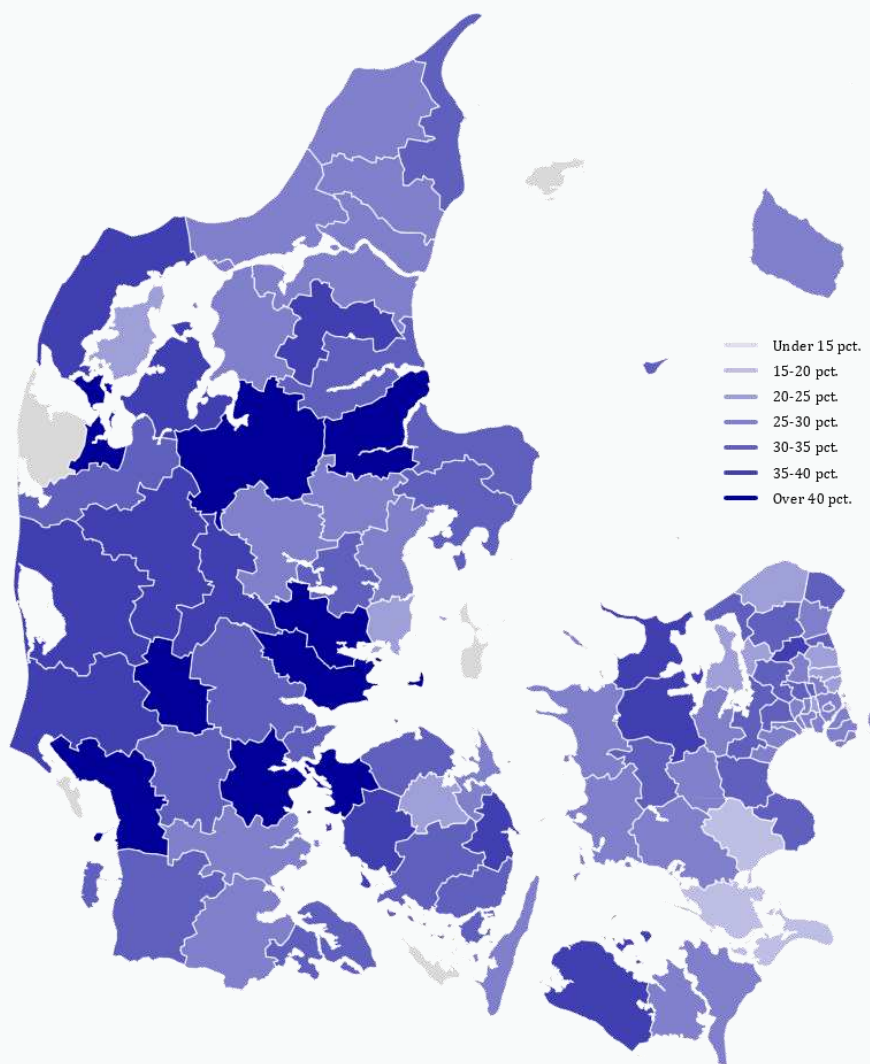 Under 15 pct.
15-20 pct.
20-25 pct.
25-30 pct.
30-35 pct.
35-40 pct.
Over 40 pct.